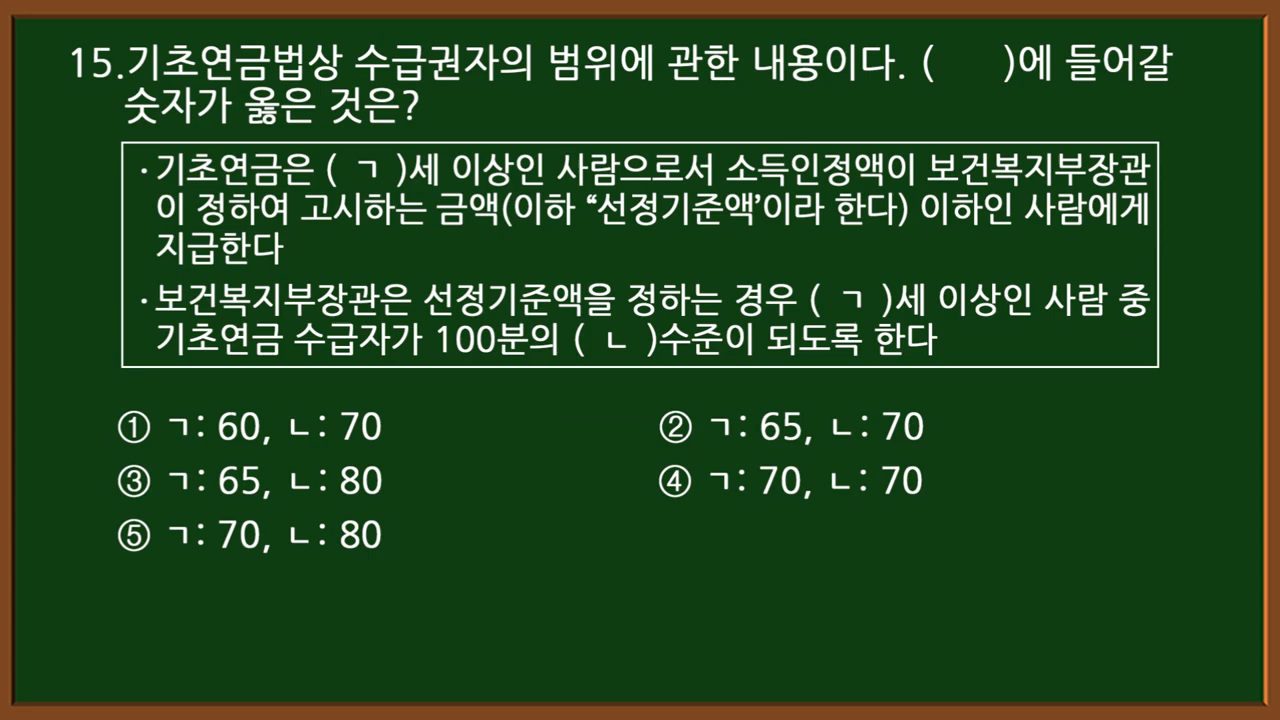 15.기초연금법상 수급권자의 범위에 관한 내용이다. (      )에 들어갈
숫자가 옳은 것은?
·기초연금은 ( ㄱ )세 이상인 사람으로서 소득인정액이 보건복지부장관
이 정하여 고시하는 금액(이하 “선정기준액’이라 한다) 이하인 사람에게
지급한다
·보건복지부장관은 선정기준액을 정하는 경우 ( ㄱ )세 이상인 사람 중
기초연금 수급자가 100분의 ( ㄴ )수준이 되도록 한다
① ㄱ: 60, ㄴ: 70 ② ㄱ: 65, ㄴ: 70
③ ㄱ: 65, ㄴ: 80 ④ ㄱ: 70, ㄴ: 70
⑤ ㄱ: 70, ㄴ: 80